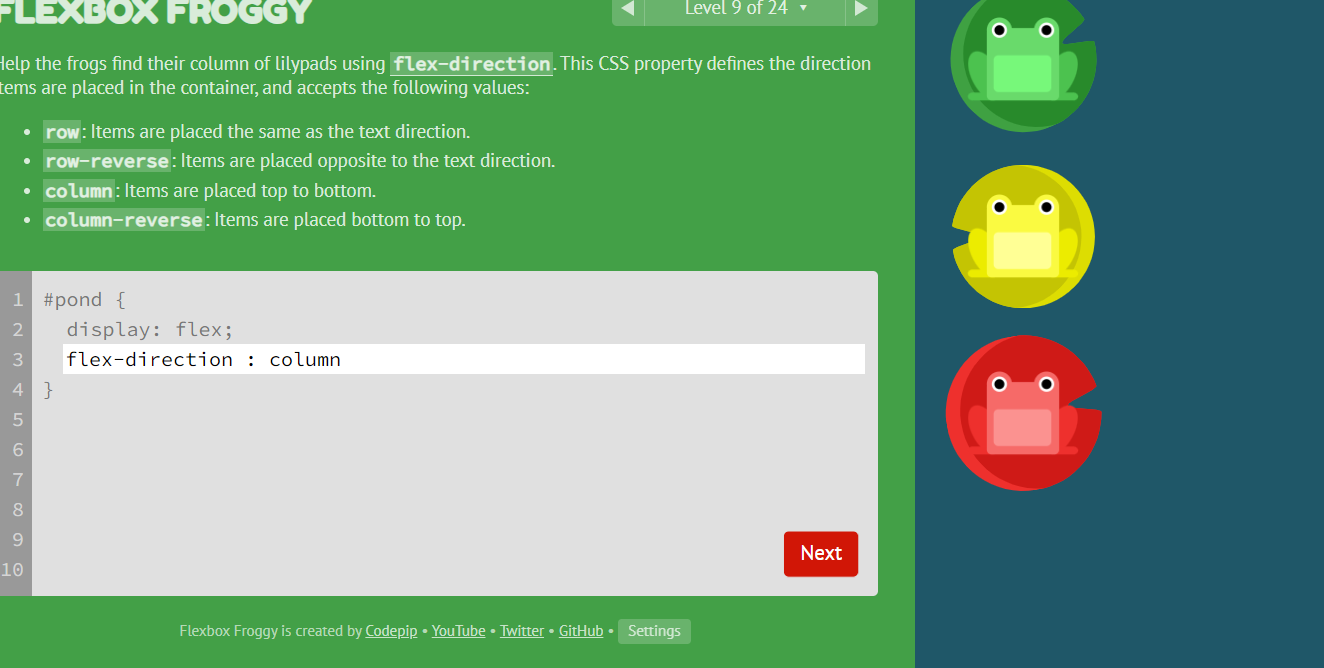 FLEXBOX FROGGY
Level 9 of 24
Help the frogs find their column of lilypads using flex-direction. This CSS property defines the direction
items are placed in the container, and accepts the following values:
• row: Items are placed the same as the text direction.
• row-reverse: Items are placed opposite to the text direction.
• column: Items are placed top to bottom.
• column-reverse: Items are placed bottom to top.
1 #pond {
2 display: flex;
3 flex-direction : column
4 }
5
6
7
8
9
10
Next
Flexbox Froggy is created by Codepip • YouTube • Twitter • GitHub • Settings